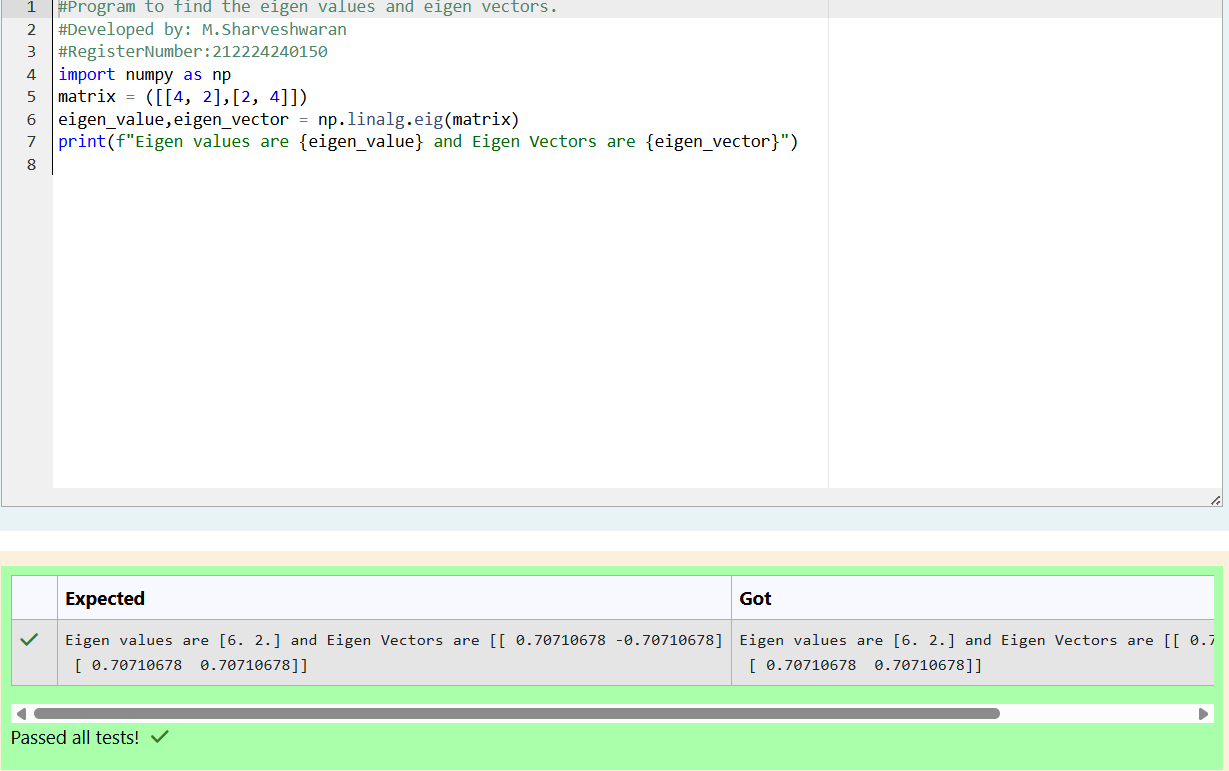 1 #Program to find the eigen values and eigen vectors.
2 #Developed by: M.Sharveshwaran
3 #RegisterNumber:212224240150
4 import numpy as np
5 matrix = ([[4, 2],[2, 4]])
6 eigen_value,eigen_vector = np.linalg.eig(matrix)
7 print(f"Eigen values are {eigen_value} and Eigen Vectors are {eigen_vector}")
8
Expected Got
Eigen values are [6. 2.] and Eigen Vectors are [[ 0.70710678 -0.70710678] Eigen values are [6. 2.] and Eigen Vectors are [[ 0.7
[ 0.70710678 0.70710678]] [ 0.70710678 0.70710678]]
Passed all tests!